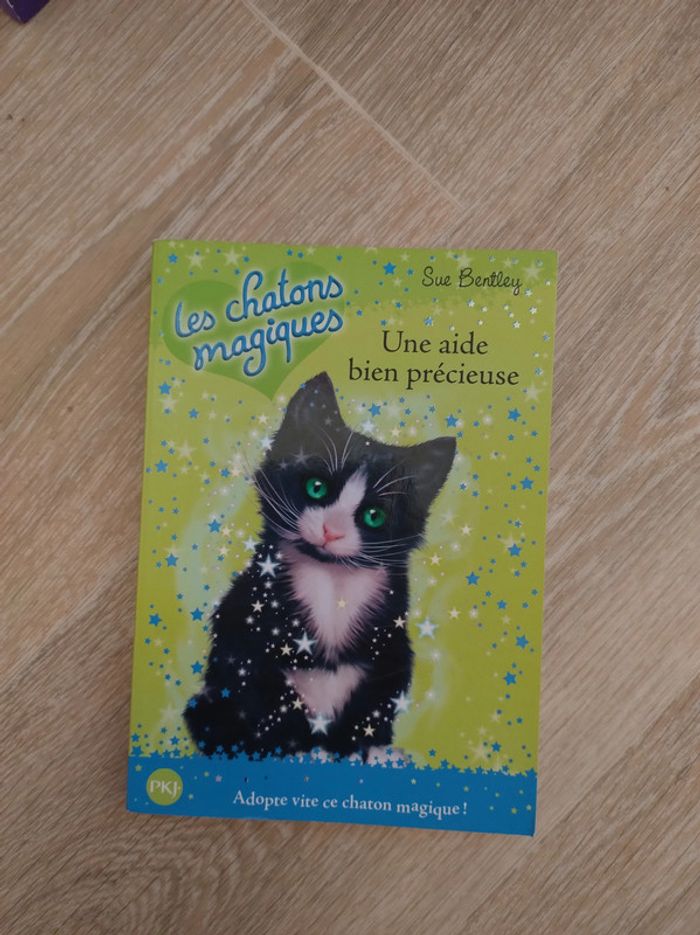 Les chatons
magiques
Sue Bentley
Une aide
bien précieuse
PKJ·
Adopte vite ce chaton magique !